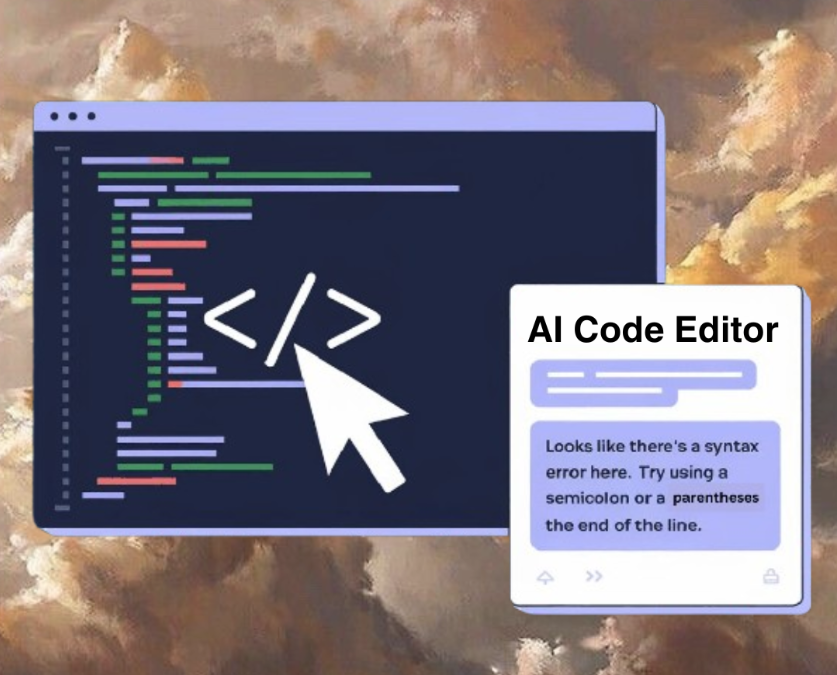 </>
AI Code Editor
Looks like there's a syntax
error here. Try using a
semicolon or a parentheses
the end of the line.